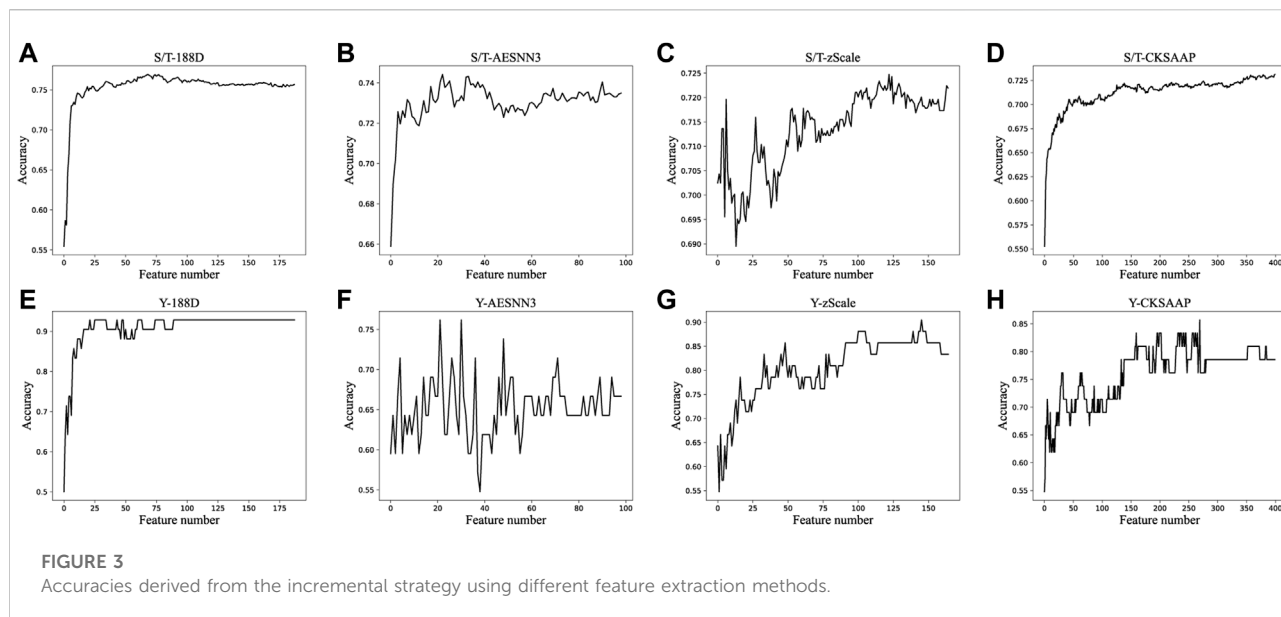 A
S/T-188D
Accuracy
0.75
0.70
0.65
0.60
0.55
0 25 50 75 100 125 150 175
Feature number
B
S/T-AESNN3
Accuracy
0.74
0.72
0.70
0.68
0.66
0 20 40 60 80 100
Feature number
C
S/T-zScale
Accuracy
0.725
0.720
0.715
0.710
0.705
0.700
0.695
0.690
0 25 50 75 100 125 150
Feature number
D
S/T-CKSAAP
Accuracy
0.725
0.700
0.675
0.650
0.625
0.600
0.575
0.550
0 50 100 150 200 250 300 350 400
Feature number
E
Y-188D
Accuracy
0.9
0.8
0.7
0.6
0.5
0 25 50 75 100 125 150 175
Feature number
F
Y-AESNN3
Accuracy
0.75
0.70
0.65
0.60
0.55
0 20 40 60 80 100
Feature number
G
Y-zScale
Accuracy
0.90
0.85
0.80
0.75
0.70
0.65
0.60
0.55
0 25 50 75 100 125 150
Feature number
H
Y-CKSAAP
Accuracy
0.85
0.80
0.75
0.70
0.65
0.60
0.55
0 50 100 150 200 250 300 350 400
Feature number
FIGURE 3
Accuracies derived from the incremental strategy using different feature extraction methods.